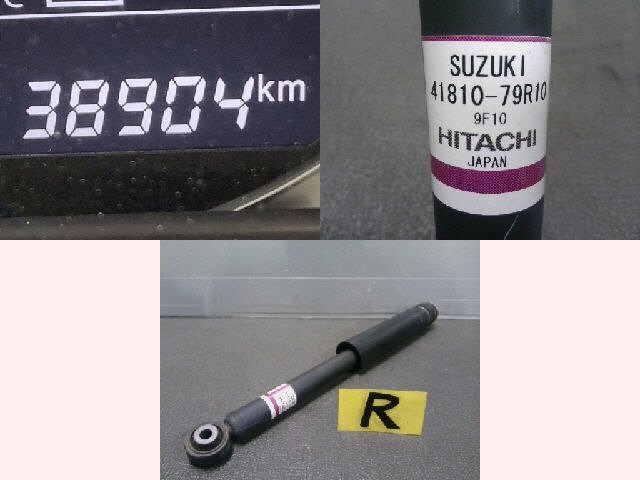 38904km
SUZUKI
41810-79R10
9F10
HITACHI
JAPAN
R